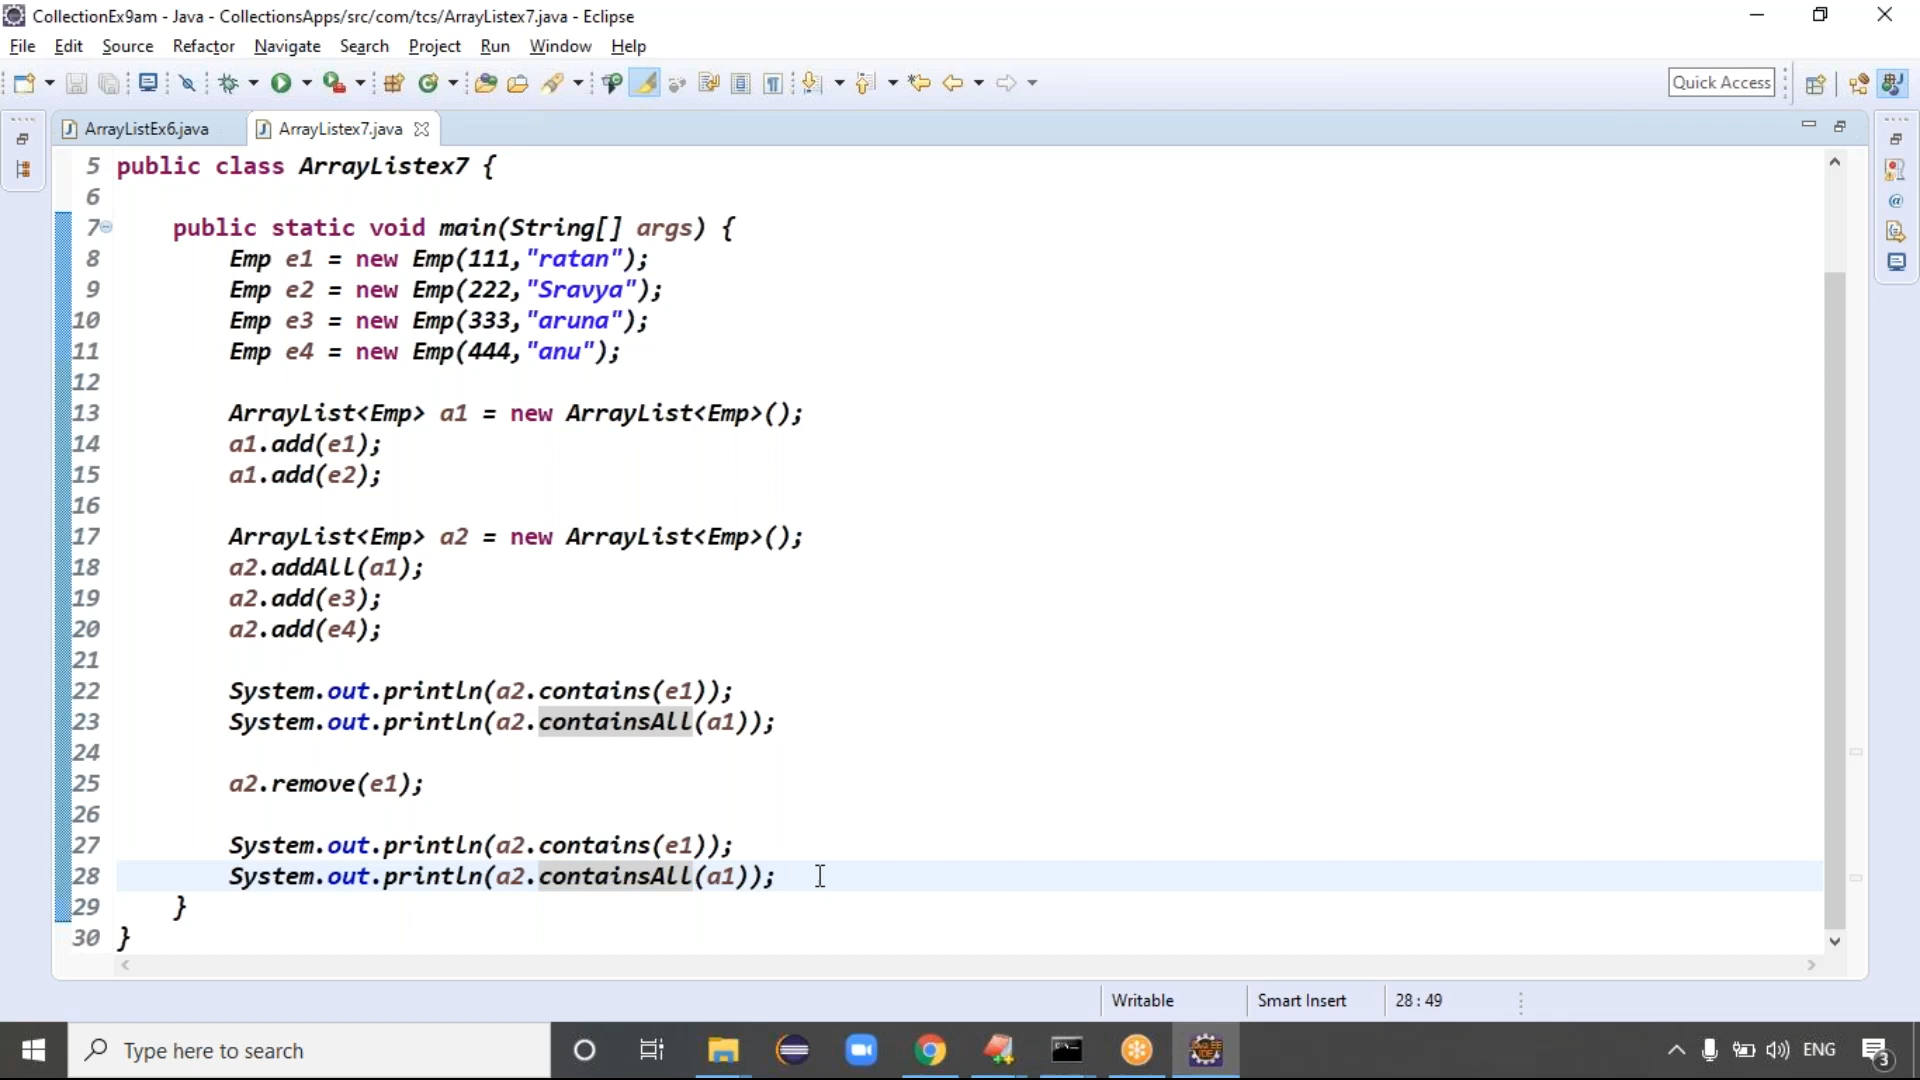 CollectionEx9am - Java - CollectionsApps/src/com/tcs/ArrayListex7.java - Eclipse
File Edit Source Refactor Navigate Search Project Run Window Help
Quick Access
ArrayListEx6.java ArrayListex7.java
5 public class ArrayListex7 {
6
7 public static void main(String[] args) {
8 Emp e1 = new Emp(111,"ratan");
9 Emp e2 = new Emp(222,"Sravya");
10 Emp e3 = new Emp(333,"aruna");
11 Emp e4 = new Emp(444,"anu");
12
13 ArrayList<Emp> a1 = new ArrayList<Emp>();
14 a1.add(e1);
15 a1.add(e2);
16
17 ArrayList<Emp> a2 = new ArrayList<Emp>();
18 a2.addAll(a1);
19 a2.add(e3);
20 a2.add(e4);
21
22 System.out.println(a2.contains(e1));
23 System.out.println(a2.containsAll(a1));
24
25 a2.remove(e1);
26
27 System.out.println(a2.contains(e1));
28 System.out.println(a2.containsAll(a1));
29 }
30 }
Writable Smart Insert 28 : 49
Type here to search
ENG
3